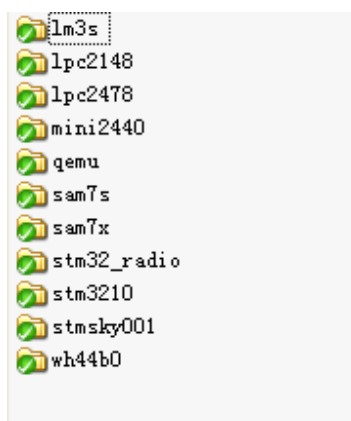 lm3s
lpc2148
lpc2478
mini2440
qemu
sam7s
sam7x
stm32_radio
stm3210
stmsky001
wh44b0